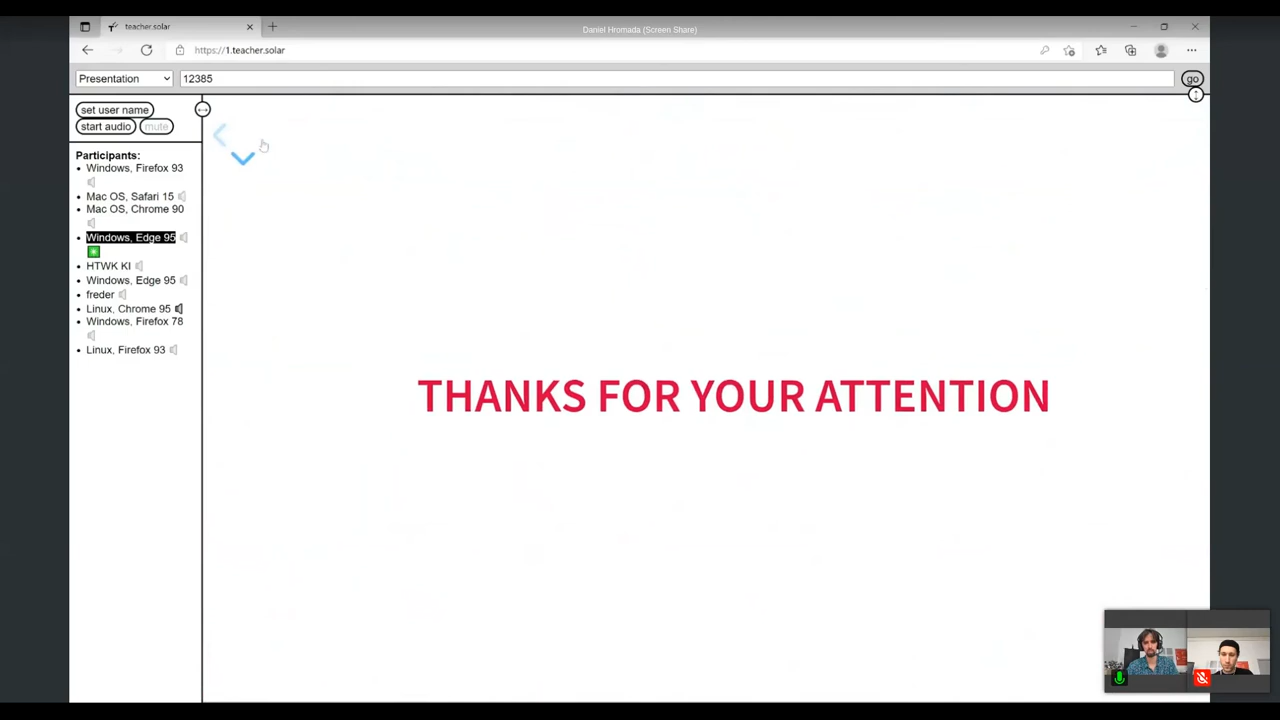 teacher.solar
Daniel Hromada (Screen Share)
https://1.teacher.solar
Presentation
12385
go
set user name
start audio
mute
Participants:
Windows, Firefox 93
Mac OS, Safari 15
Mac OS, Chrome 90
Windows, Edge 95
HTWK KI
Windows, Edge 95
freder
Linux, Chrome 95
Windows, Firefox 78
Linux, Firefox 93
THANKS FOR YOUR ATTENTION